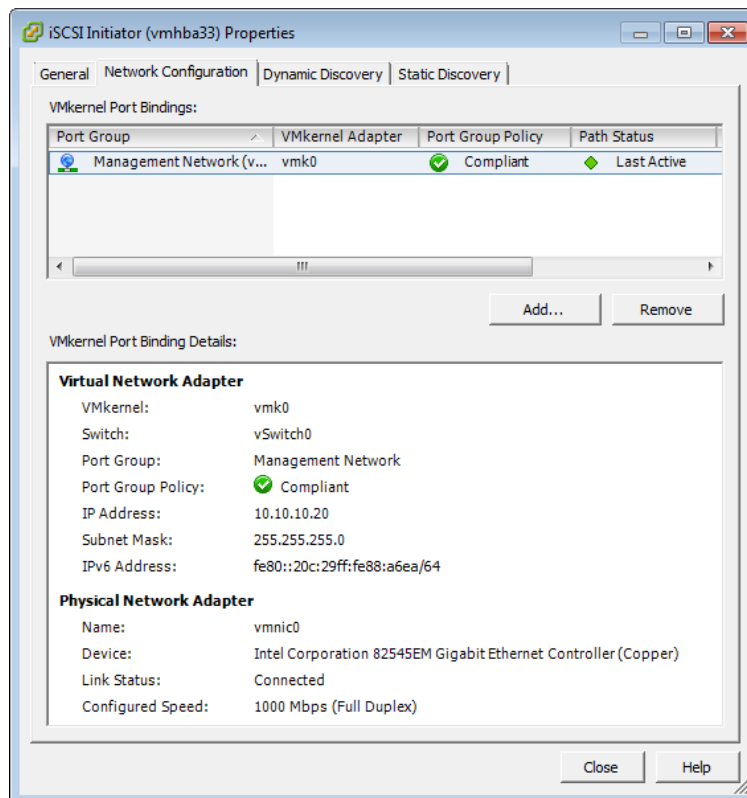 iSCSI Initiator (vmhba33) Properties
General Network Configuration Dynamic Discovery Static Discovery
VMkernel Port Bindings:
Port Group VMkernel Adapter Port Group Policy Path Status
Management Network (v... vmk0 Compliant Last Active
Add... Remove
VMkernel Port Binding Details:
Virtual Network Adapter
VMkernel: vmk0
Switch: vSwitch0
Port Group: Management Network
Port Group Policy: Compliant
IP Address: 10.10.10.20
Subnet Mask: 255.255.255.0
IPv6 Address: fe80::20c:29ff:fe88:a6ea/64
Physical Network Adapter
Name: vmnic0
Device: Intel Corporation 82545EM Gigabit Ethernet Controller (Copper)
Link Status: Connected
Configured Speed: 1000 Mbps (Full Duplex)
Close Help